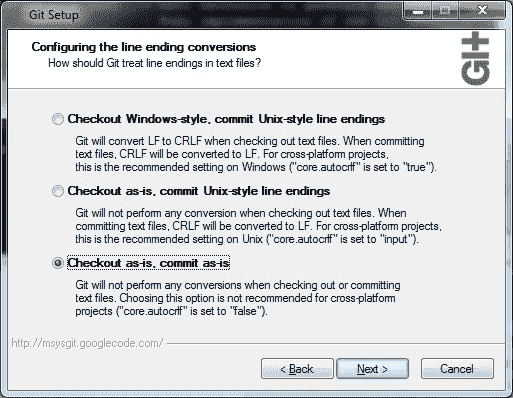 Git Setup
Configuring the line ending conversions
How should Git treat line endings in text files?
GIt
Checkout Windows-style, commit Unix-style line endings
Git will convert LF to CRLF when checking out text files. When committing
text files, CRLF will be converted to LF. For cross-platform projects,
this is the recommended setting on Windows ("core.autocrlf" is set to "true").
Checkout as-is, commit Unix-style line endings
Git will not perform any conversion when checking out text files. When
committing text files, CRLF will be converted to LF. For cross-platform projects,
this is the recommended setting on Unix ("core.autocrlf" is set to "input").
Checkout as-is, commit as-is
Git will not perform any conversions when checking out or committing
text files. Choosing this option is not recommended for cross-platform
projects ("core.autocrlf" is set to "false").
http://msysgit.googlecode.com/
< Back
Next >
Cancel